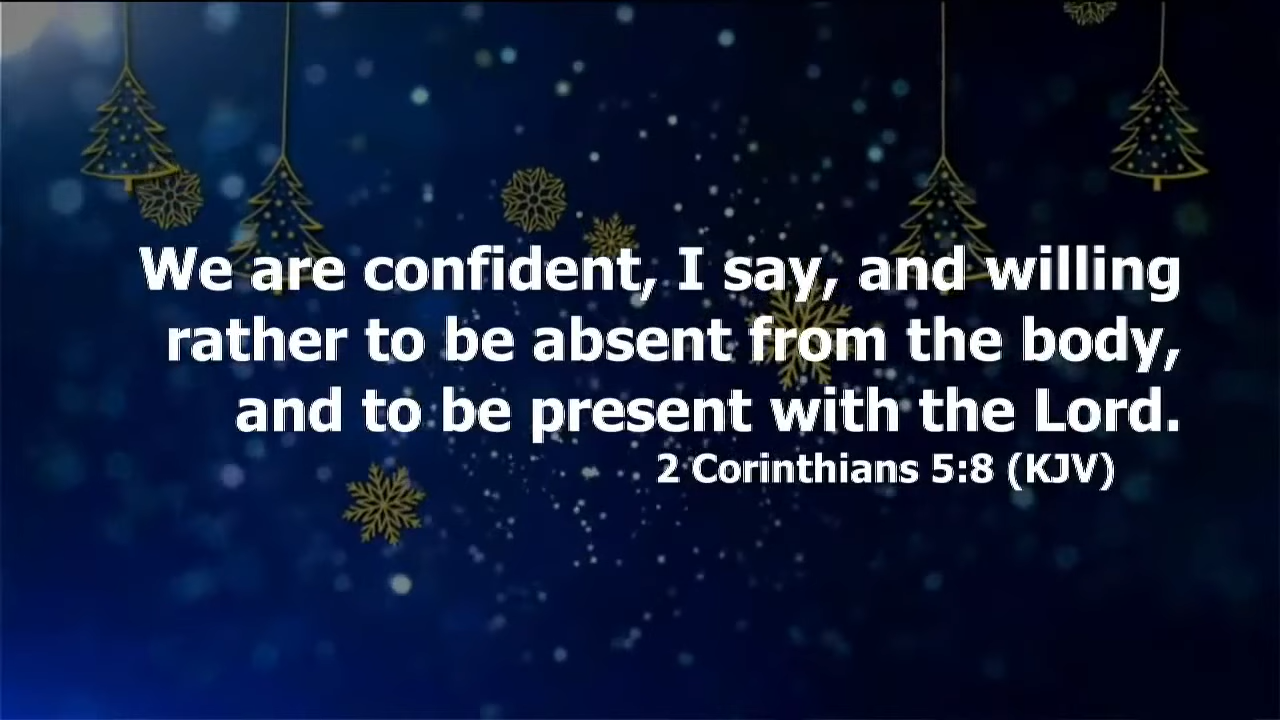 We are confident, I say, and willing
rather to be absent from the body,
and to be present with the Lord.
2 Corinthians 5:8 (KJV)